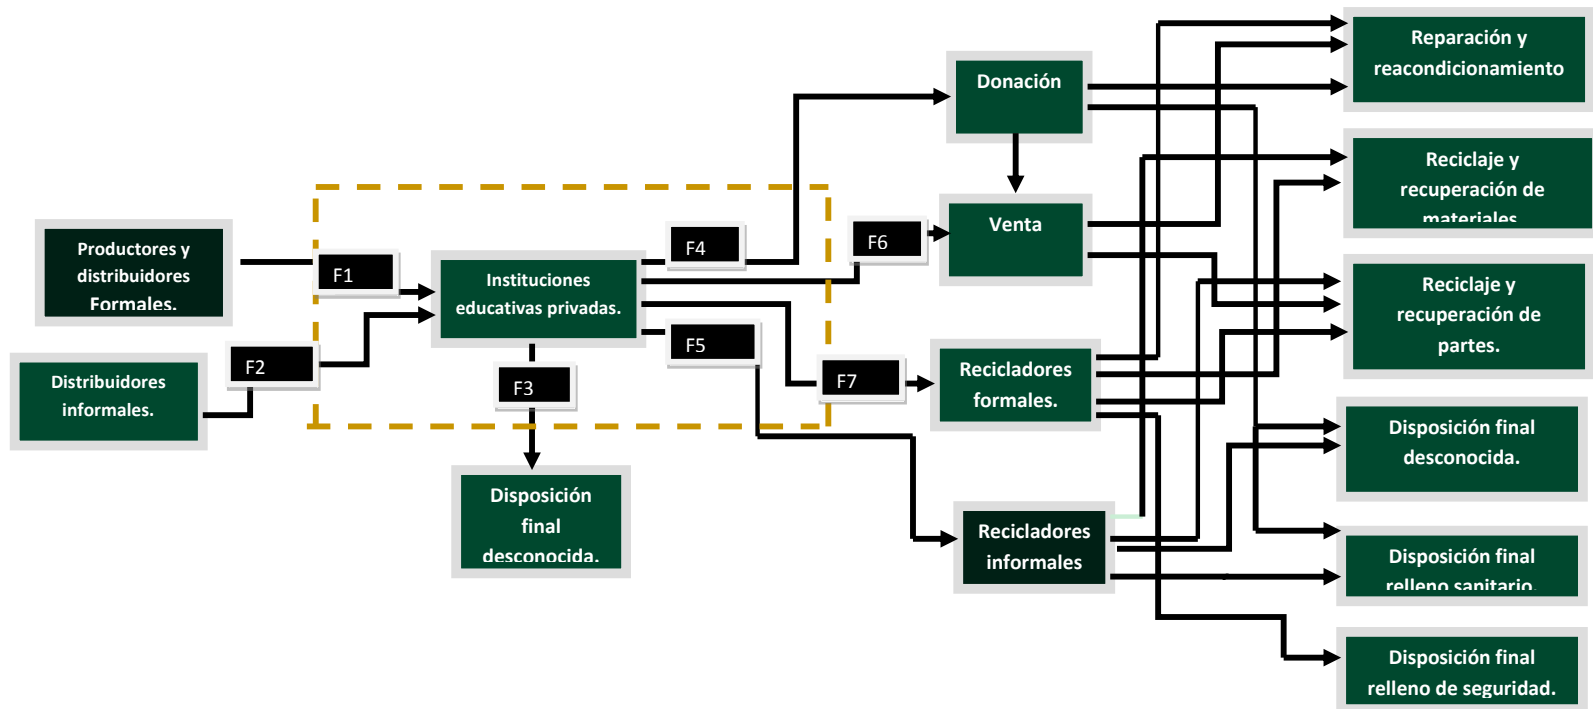 Productores y
distribuidores
Formales.
Distribuidores
informales.
F1
F2
Instituciones
educativas privadas.
F3
Disposición
final
desconocida.
F4
F5
F6
F7
Donación
Venta
Recicladores
formales.
Recicladores
informales
Reparación y
reacondicionamiento
Reciclaje y
recuperación de
materiales
Reciclaje y
recuperación de
partes.
Disposición final
desconocida.
Disposición final
relleno sanitario.
Disposición final
relleno de seguridad.